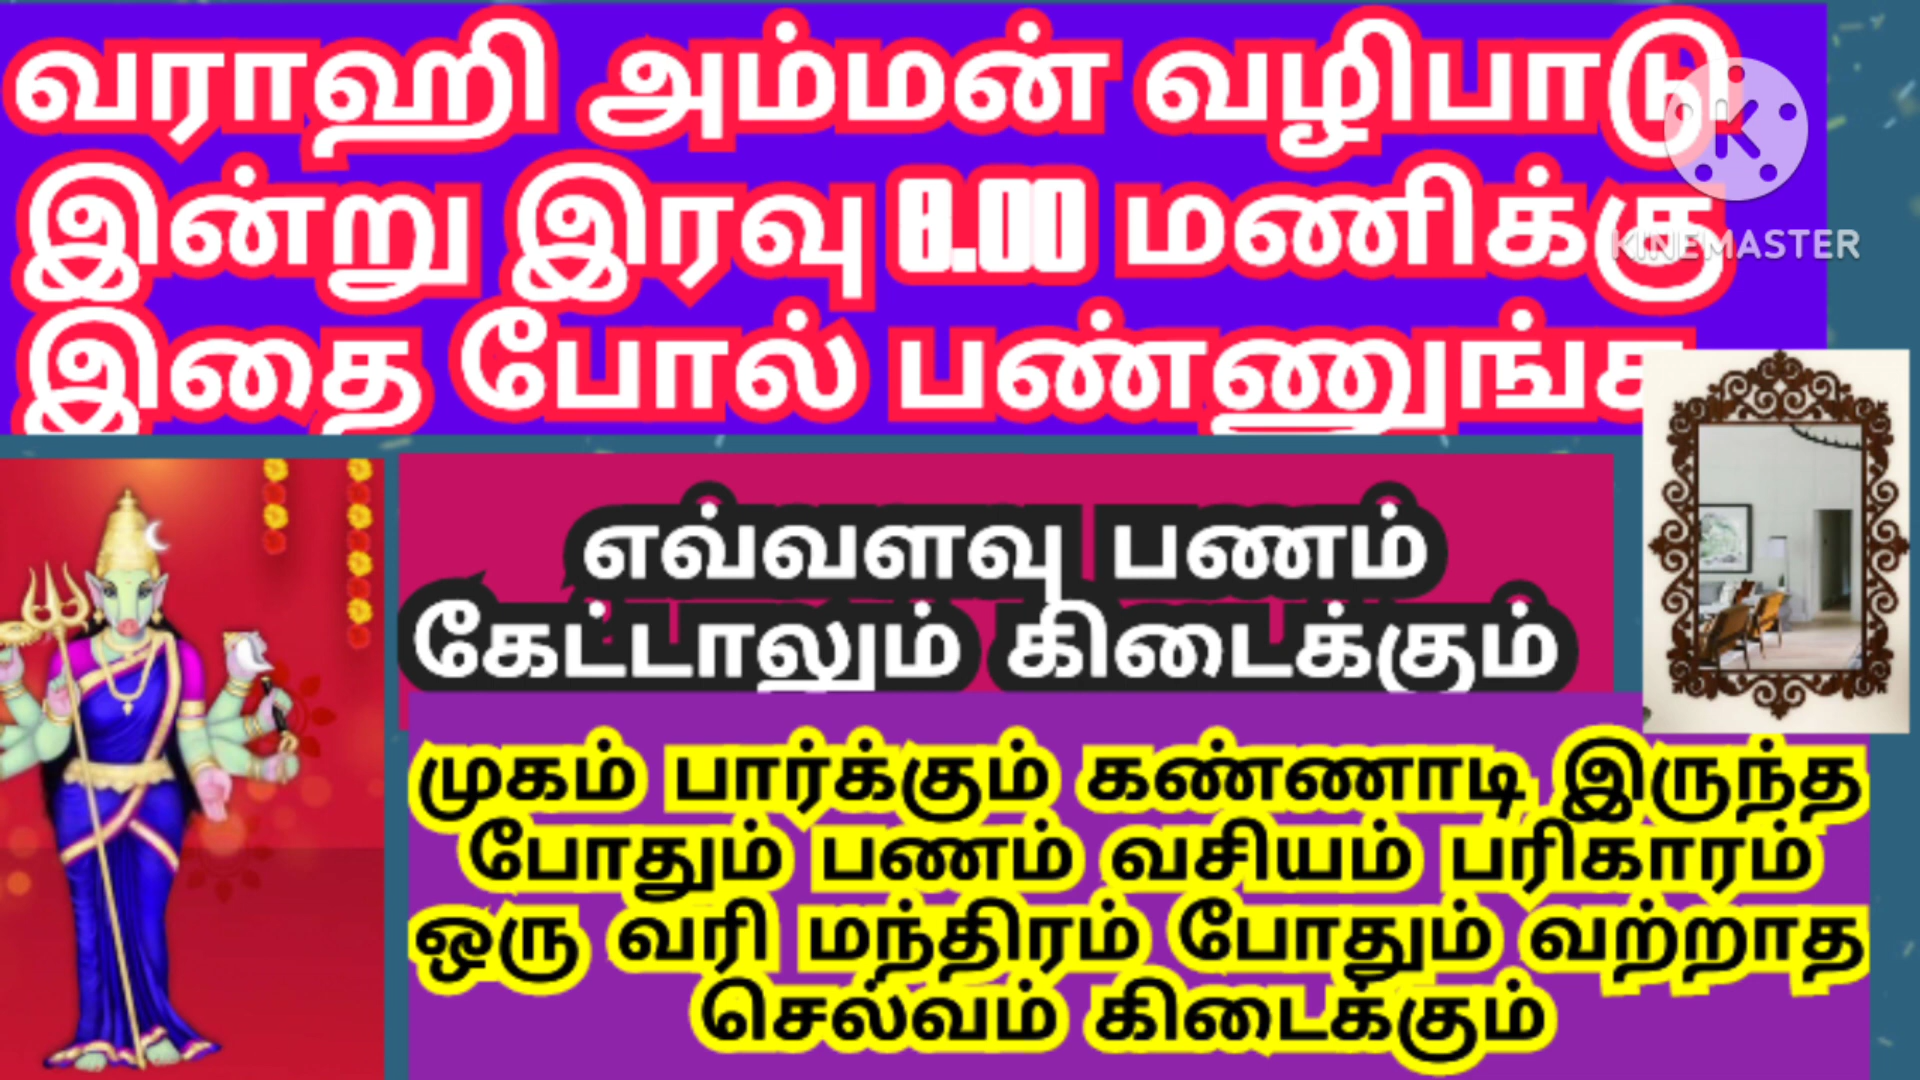 வராஹி அம்மன் வழிபாடு
இன்று இரவு 8.00 மணிக்கு
இதை போல் பண்ணுங்க
KINEMASTER
எவ்வளவு பணம்
கேட்டாலும் கிடைக்கும்
முகம் பார்க்கும் கண்ணாடி இருந்த
போதும் பணம் வசியம் பரிகாரம்
ஒரு வரி மந்திரம் போதும் வற்றாத
செல்வம் கிடைக்கும்